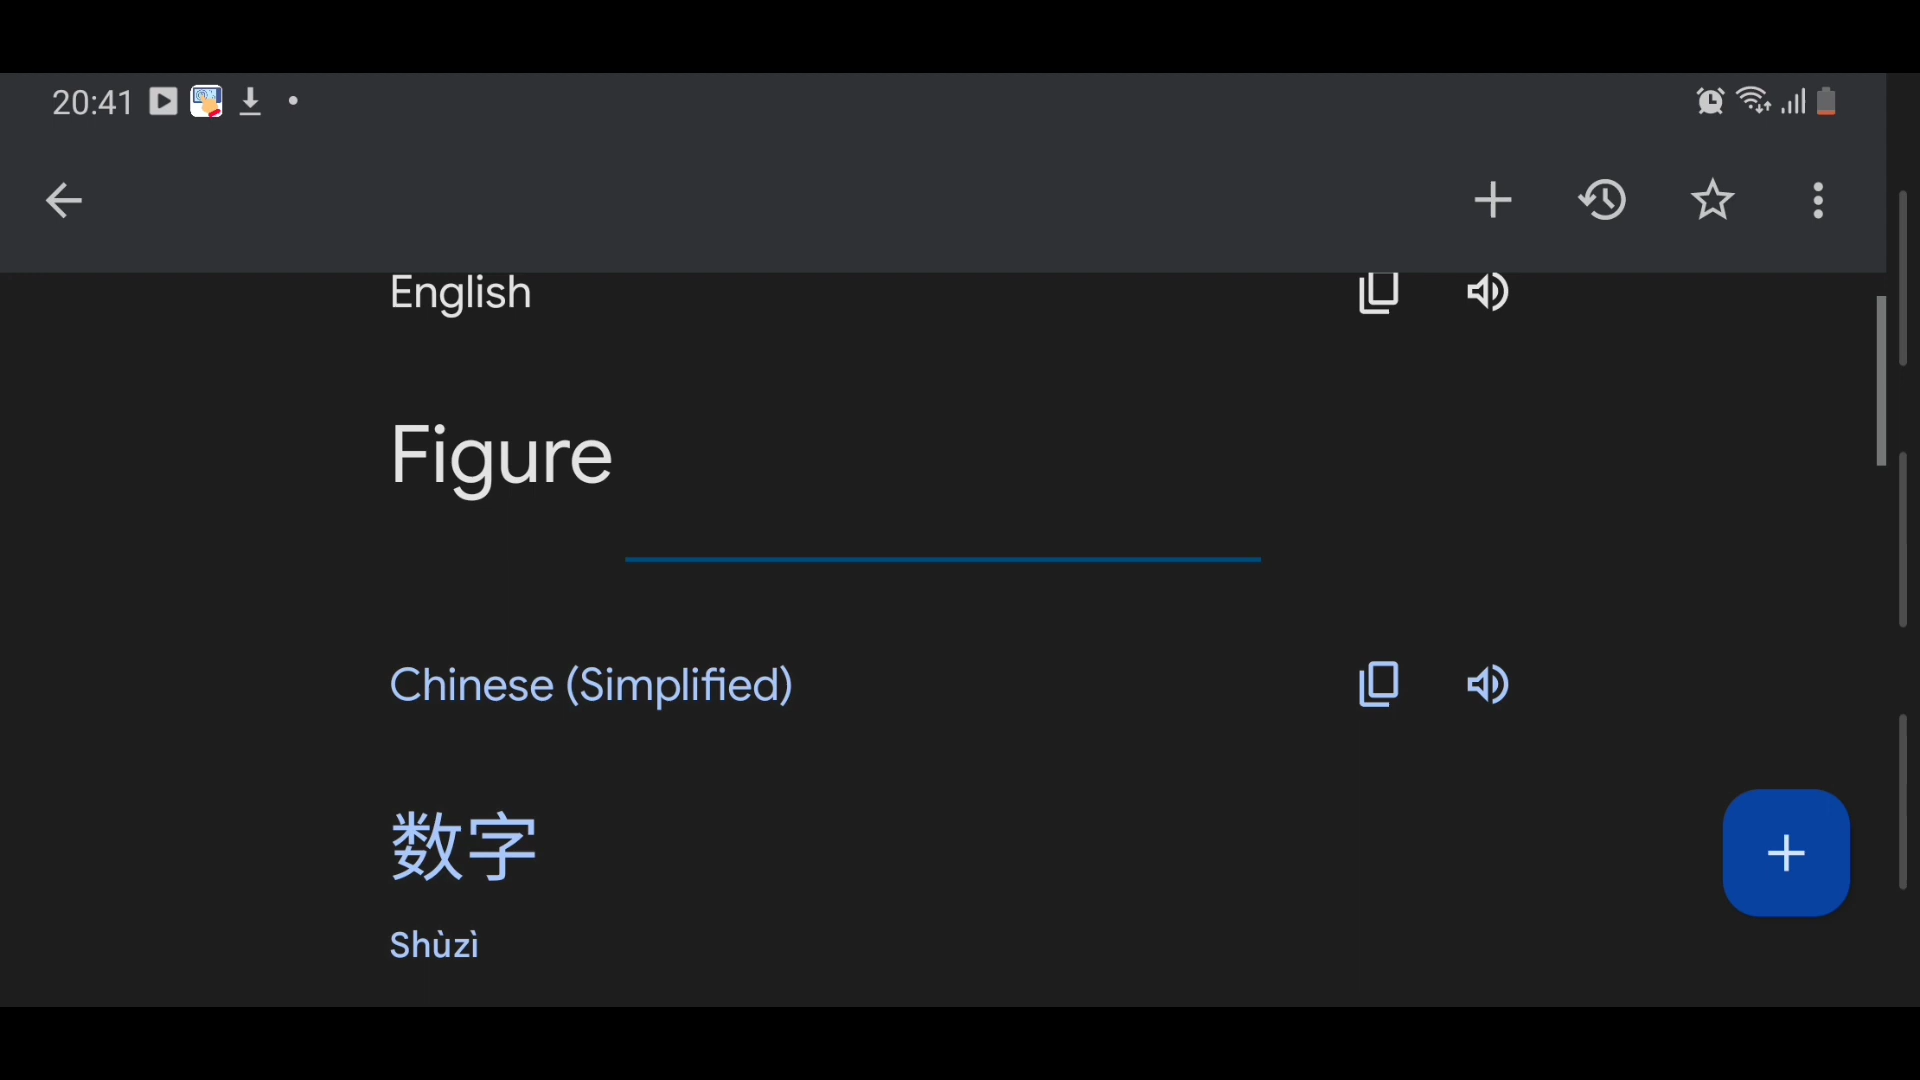 20:41
English
Figure
Chinese (Simplified)
数字
Shùzì